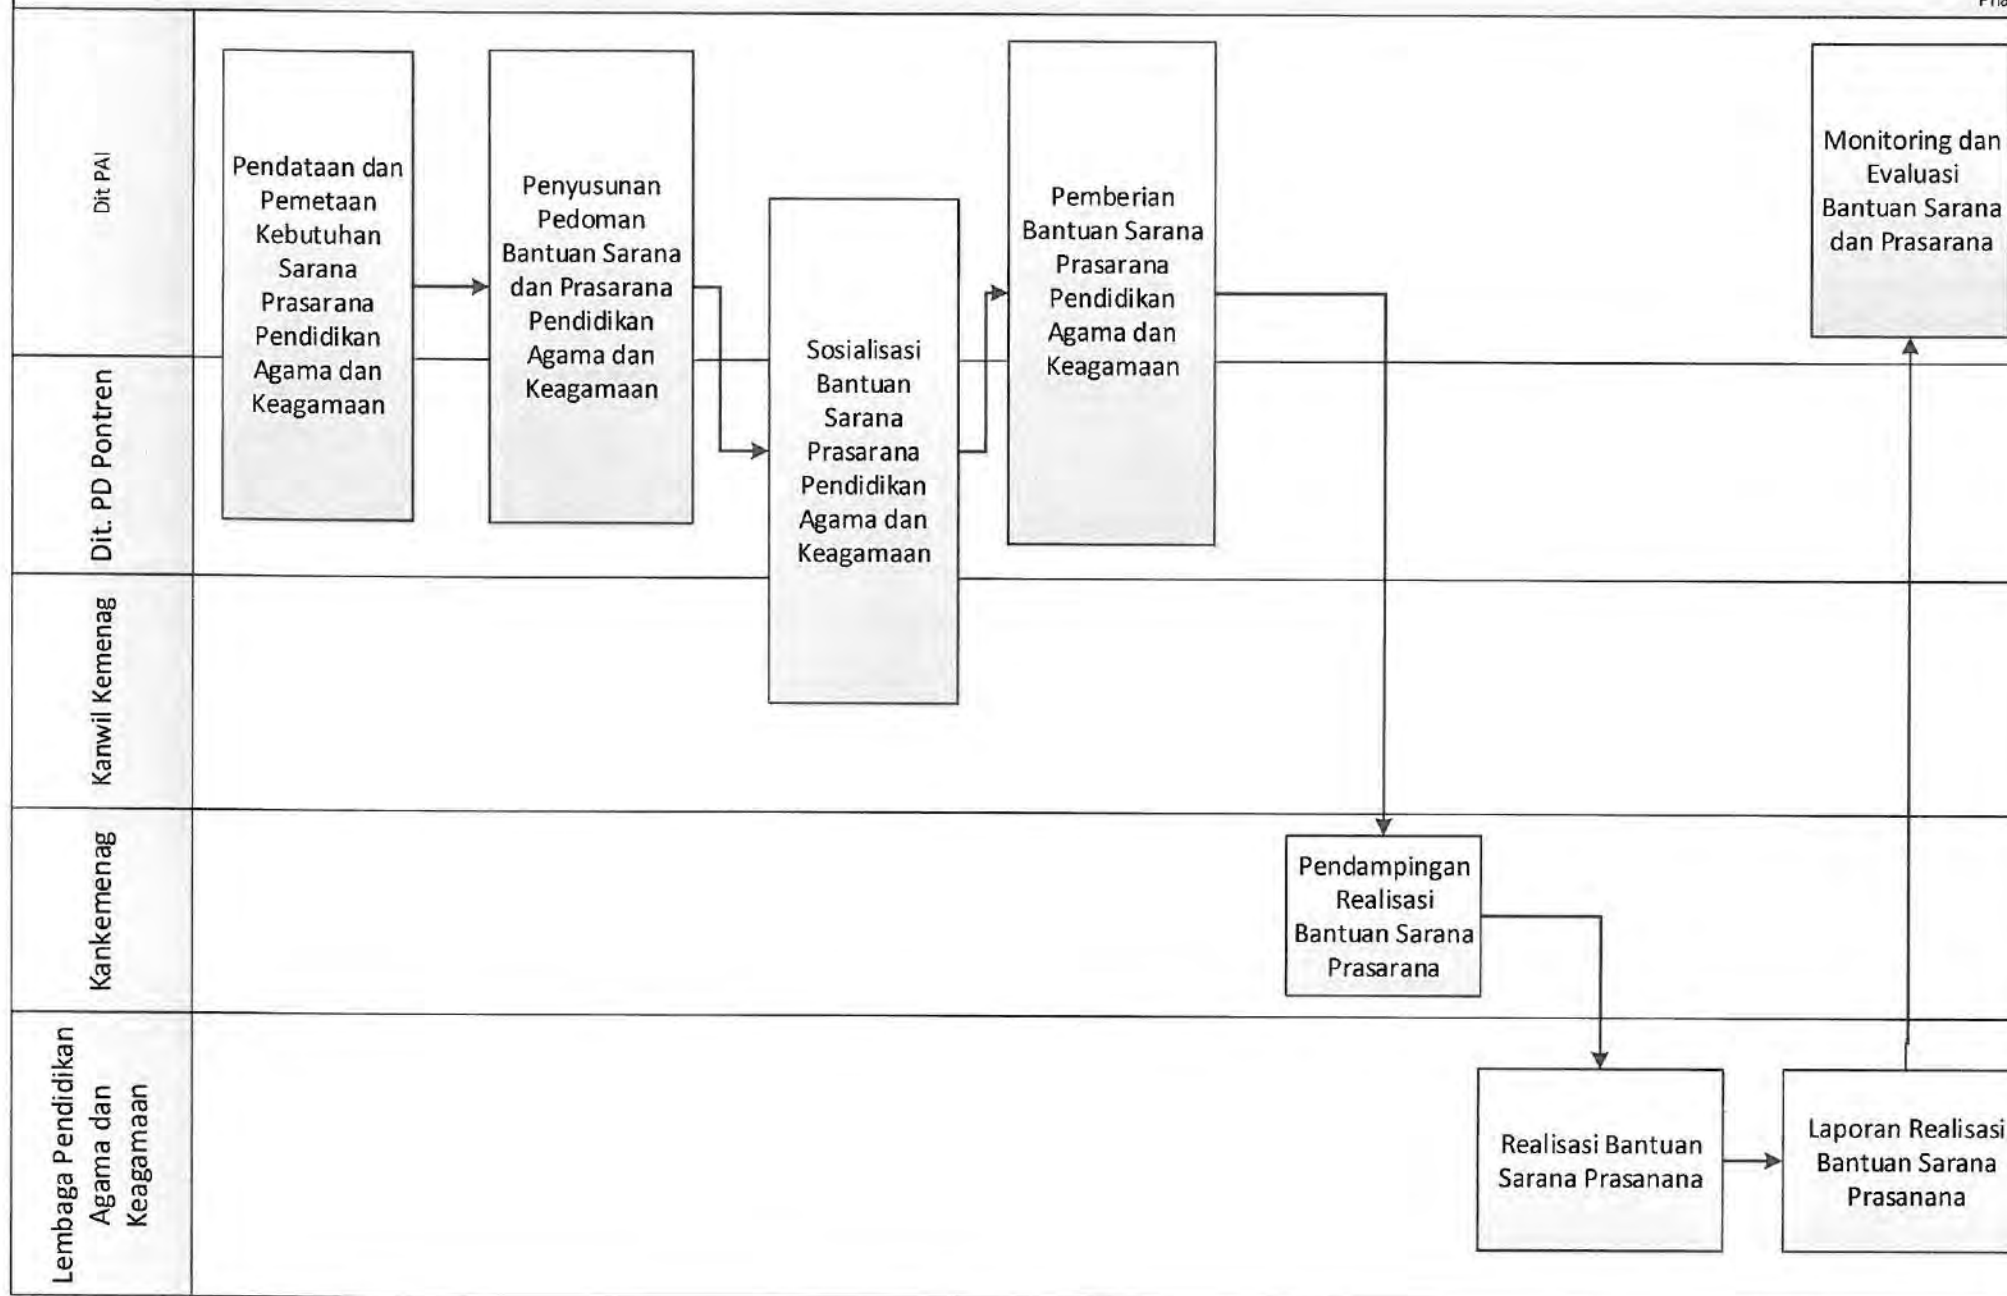 Dit PAI
Pendataan dan
Pemetaan
Kebutuhan
Sarana
Prasarana
Pendidikan
Agama dan
Keagamaan
Penyusunan
Pedoman
Bantuan Sarana
dan Prasarana
Pendidikan
Agama dan
Keagamaan
Sosialisasi
Bantuan
Sarana
Prasarana
Pendidikan
Agama dan
Keagamaan
Pemberian
Bantuan Sarana
Prasarana
Pendidikan
Agama dan
Keagamaan
Monitoring dan
Evaluasi
Bantuan Sarana
dan Prasarana
Dit. PD Pontren
Kanwil Kemenag
Kankemenag
Pendampingan
Realisasi
Bantuan Sarana
Prasarana
Lembaga Pendidikan
Agama dan
Keagamaan
Realisasi Bantuan
Sarana Prasanana
Laporan Realisasi
Bantuan Sarana
Prasanana